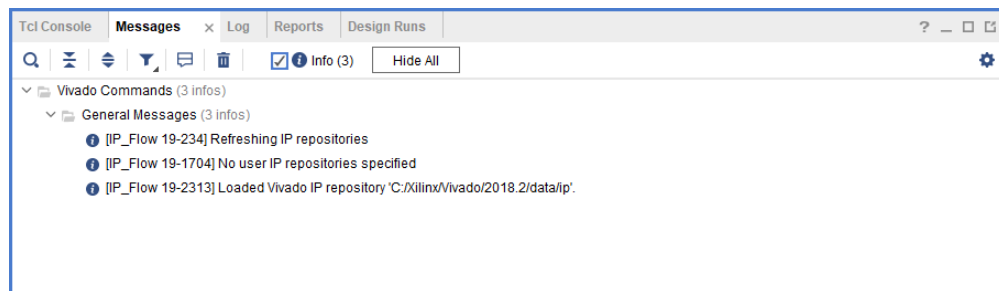 Tcl Console Messages × Log Reports Design Runs ?
Info (3) Hide All
Vivado Commands (3 infos)
General Messages (3 infos)
[IP_Flow 19-234] Refreshing IP repositories
[IP_Flow 19-1704] No user IP repositories specified
[IP_Flow 19-2313] Loaded Vivado IP repository 'C:/Xilinx/Vivado/2018.2/data/ip'.